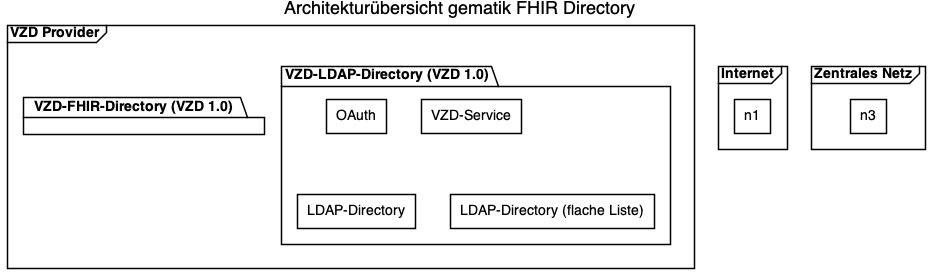 Architekturübersicht gematik FHIR Directory
VZD Provider
VZD-LDAP-Directory (VZD 1.0)
Internet
Zentrales Netz
VZD-FHIR-Directory (VZD 1.0)
OAuth
VZD-Service
n1
n3
LDAP-Directory
LDAP-Directory (flache Liste)